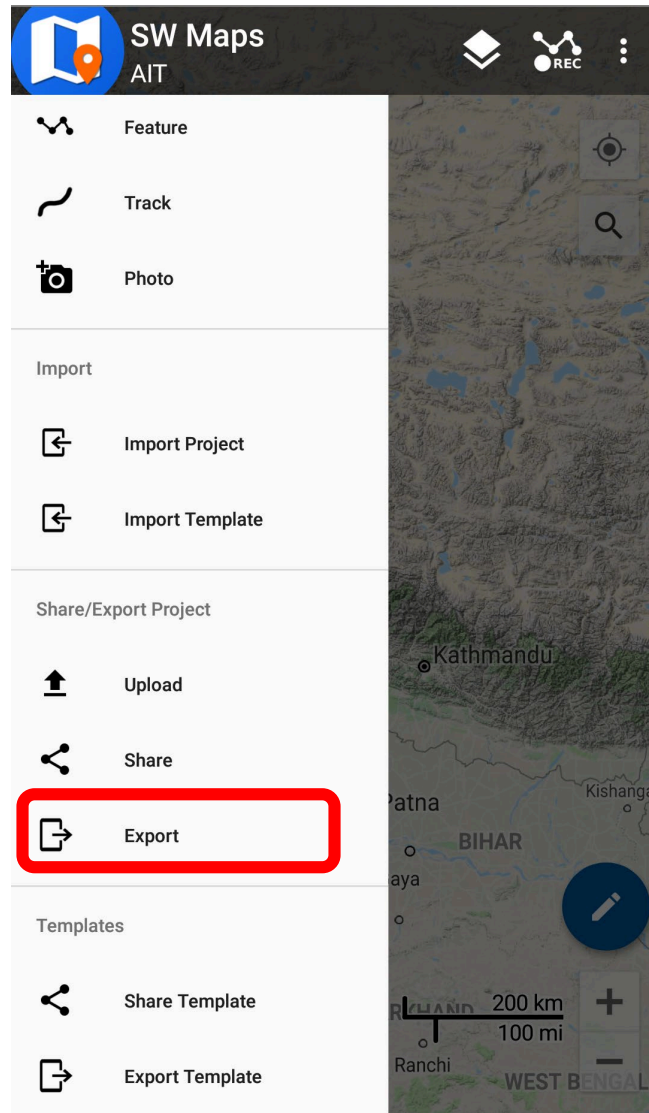 SW Maps
AIT
REC
Feature
Track
Photo
Import
Import Project
Import Template
Share/Export Project
Upload
Share
Export
Templates
Share Template
Export Template
Kathmandu
Patna
Kishanga
BIHAR
aya
200 km
100 mi
Ranchi
WEST BENGAL